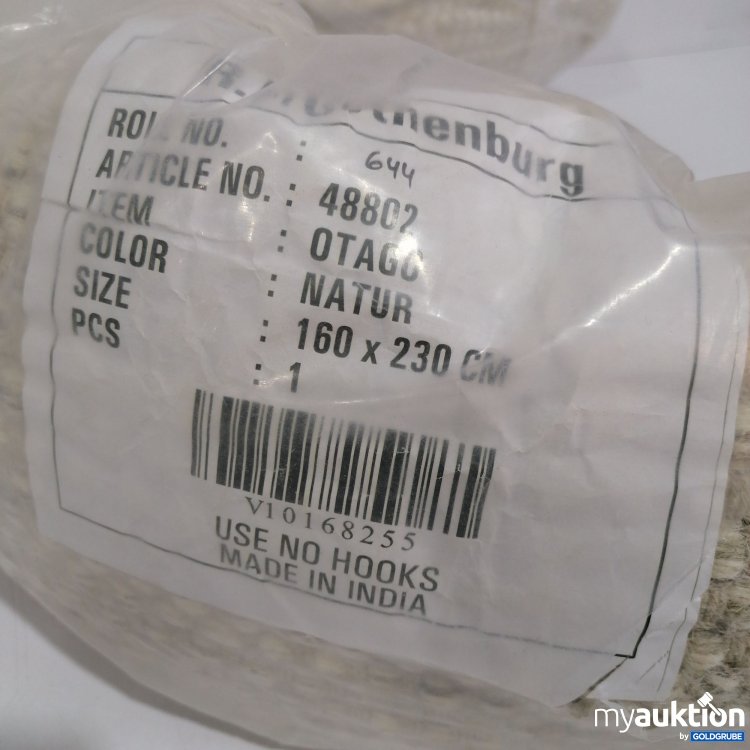 ROLL NO. : 644
ARTICLE NO. : 48802
ITEM : OTAGO
COLOR : NATUR
SIZE : 160 x 230 CM
PCS : 1
V10168255
USE NO HOOKS
MADE IN INDIA
myauktion
by GOLDGRUBE